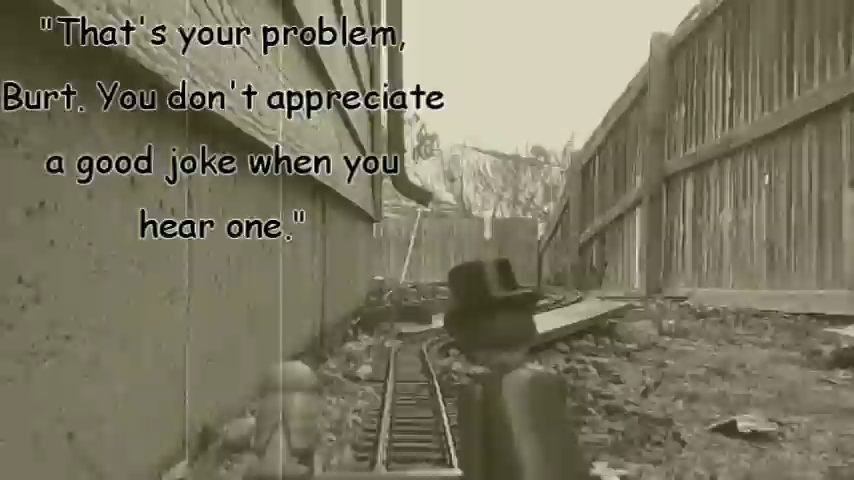 "That's your problem,
Burt. You don't appreciate
a good joke when you
hear one."